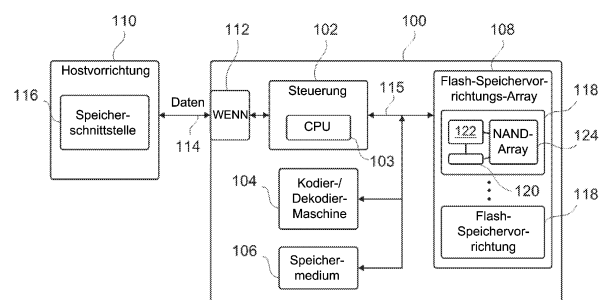 110
Hostvorrichtung
116
Speicher-
schnittstelle
Daten
114
112
WENN
102
Steuerung
CPU
103
115
100
108
Flash-Speichervor-
richtungs-Array
118
122
NAND-
Array
124
120
104
Kodier-/
Dekodier-
Maschine
106
Speicher-
medium
118
Flash-
Speichervor-
richtung